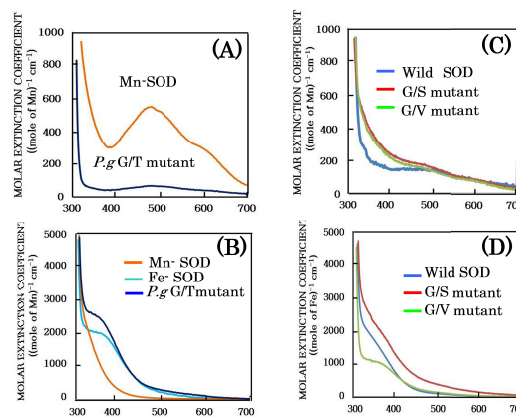 MOLAR EXTINCTION COEFFICIENT
((mole of Mn)⁻¹ cm⁻¹)
1000
800
600
400
200
0
300 400 500 600 700
(A)
Mn-SOD
P.g G/T mutant
MOLAR EXTINCTION COEFFICIENT
((mole of Mn)⁻¹ cm⁻¹)
1000
800
600
400
200
0
300 400 500 600 700
(C)
Wild SOD
G/S mutant
G/V mutant
MOLAR EXTINCTION COEFFICIENT
((mole of Mn)⁻¹ cm⁻¹)
5000
4000
3000
2000
1000
0
300 400 500 600 700
(B)
Mn- SOD
Fe- SOD
P.g G/Tmutant
MOLAR EXTINCTION COEFFICIENT
((mole of Fe)⁻¹ cm⁻¹)
5000
4000
3000
2000
1000
0
300 400 500 600 700
(D)
Wild SOD
G/S mutant
G/V mutant